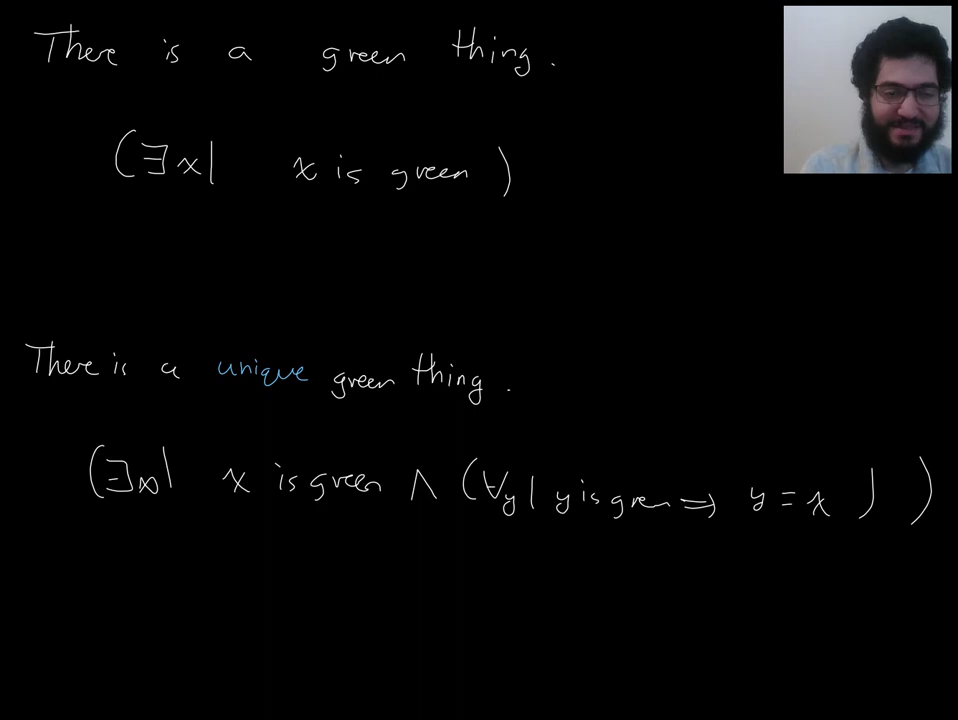 There is a green thing.
(∃x| x is green )
There is a unique green thing.
(∃x| x is green ∧ (∀y| y is green ⇒ y = x ) )